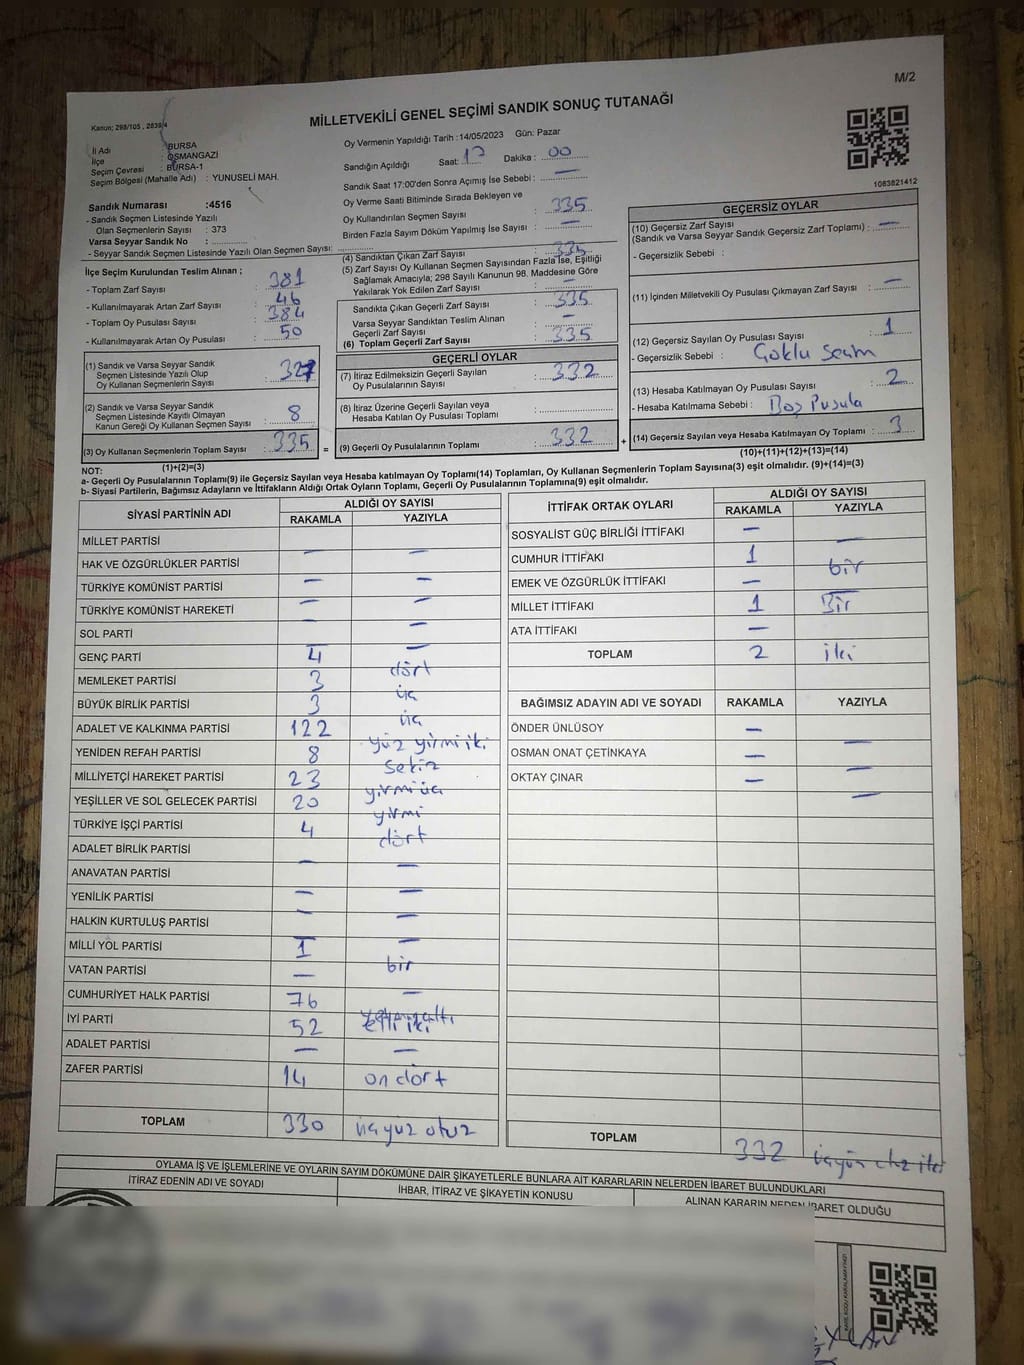 M/2
MİLLETVEKİLİ GENEL SEÇİMİ SANDIK SONUÇ TUTANAĞI
Kanun; 298/105 , 2839/4
İl Adı : BURSA
İlçe : OSMANGAZİ
Seçim Çevresi : BURSA-1
Seçim Bölgesi (Mahalle Adı) : YUNUSELİ MAH.
Oy Vermenin Yapıldığı Tarih :14/05/2023 Gün: Pazar
Sandığın Açıldığı Saat: 17 Dakika : 00
Sandık Saat 17:00'den Sonra Açımış İse Sebebi : —
Oy Verme Saati Bitiminde Sırada Bekleyen ve
Oy Kullandırılan Seçmen Sayısı : 335
Birden Fazla Sayım Döküm Yapılmış İse Sayısı : —
1083821412
Sandık Numarası :4516
- Sandık Seçmen Listesinde Yazılı
Olan Seçmenlerin Sayısı : 373
Varsa Seyyar Sandık No :
- Seyyar Sandık Seçmen Listesinde Yazılı Olan Seçmen Sayısı:
İlçe Seçim Kurulundan Teslim Alınan ;
- Toplam Zarf Sayısı : 381
- Kullanılmayarak Artan Zarf Sayısı : 46
- Toplam Oy Pusulası Sayısı : 384
- Kullanılmayarak Artan Oy Pusulası : 50
(1) Sandık ve Varsa Seyyar Sandık
Seçmen Listesinde Yazılı Olup
Oy Kullanan Seçmenlerin Sayısı : 327
(2) Sandık ve Varsa Seyyar Sandık
Seçmen Listesinde Kayıtlı Olmayan
Kanun Gereği Oy Kullanan Seçmen Sayısı : 8
(3) Oy Kullanan Seçmenlerin Toplam Sayısı : 335 =
(1)+(2)=(3)
(4) Sandıktan Çıkan Zarf Sayısı : 335
(5) Zarf Sayısı Oy Kullanan Seçmen Sayısından Fazla İse, Eşitliği
Sağlamak Amacıyla; 298 Sayılı Kanunun 98. Maddesine Göre
Yakılarak Yok Edilen Zarf Sayısı : —
Sandıkta Çıkan Geçerli Zarf Sayısı : 335
Varsa Seyyar Sandıktan Teslim Alınan
Geçerli Zarf Sayısı : —
(6) Toplam Geçerli Zarf Sayısı : 335
GEÇERLİ OYLAR
(7) İtiraz Edilmeksizin Geçerli Sayılan
Oy Pusulalarının Sayısı : 332
(8) İtiraz Üzerine Geçerli Sayılan veya
Hesaba Katılan Oy Pusulası Toplamı :
(9) Geçerli Oy Pusulalarının Toplamı : 332 +
GEÇERSİZ OYLAR
(10) Geçersiz Zarf Sayısı
(Sandık ve Varsa Seyyar Sandık Geçersiz Zarf Toplamı) : —
- Geçersizlik Sebebi :
(11) İçinden Milletvekili Oy Pusulası Çıkmayan Zarf Sayısı : —
(12) Geçersiz Sayılan Oy Pusulası Sayısı : 1
- Geçersizlik Sebebi : Çoklu Seçim
(13) Hesaba Katılmayan Oy Pusulası Sayısı : 2
- Hesaba Katılmama Sebebi : Boş Pusula
(14) Geçersiz Sayılan veya Hesaba Katılmayan Oy Toplamı : 3
(10)+(11)+(12)+(13)=(14)
NOT:
a- Geçerli Oy Pusulalarının Toplamı(9) ile Geçersiz Sayılan veya Hesaba katılmayan Oy Toplamı(14) Toplamları, Oy Kullanan Seçmenlerin Toplam Sayısına(3) eşit olmalıdır. (9)+(14)=(3)
b- Siyasi Partilerin, Bağımsız Adayların ve İttifakların Aldığı Ortak Oyların Toplamı, Geçerli Oy Pusulalarının Toplamına(9) eşit olmalıdır.
SİYASİ PARTİNİN ADI ALDIĞI OY SAYISI
RAKAMLA YAZIYLA
MİLLET PARTİSİ — —
HAK VE ÖZGÜRLÜKLER PARTİSİ — —
TÜRKİYE KOMÜNİST PARTİSİ — —
TÜRKİYE KOMÜNİST HAREKETİ — —
SOL PARTİ —
GENÇ PARTİ 4 dört
MEMLEKET PARTİSİ 3 üç
BÜYÜK BİRLİK PARTİSİ 3 üç
ADALET VE KALKINMA PARTİSİ 122 yüz yirmi iki
YENİDEN REFAH PARTİSİ 8 sekiz
MİLLİYETÇİ HAREKET PARTİSİ 23 yirmi üç
YEŞİLLER VE SOL GELECEK PARTİSİ 20 yirmi
TÜRKİYE İŞÇİ PARTİSİ 4 dört
ADALET BİRLİK PARTİSİ — —
ANAVATAN PARTİSİ — —
YENİLİK PARTİSİ — —
HALKIN KURTULUŞ PARTİSİ — —
MİLLİ YOL PARTİSİ 1 bir
VATAN PARTİSİ — —
CUMHURİYET HALK PARTİSİ 76
İYİ PARTİ 52 elli iki
ADALET PARTİSİ — —
ZAFER PARTİSİ 14 on dört
TOPLAM 330 üçyüz otuz
İTTİFAK ORTAK OYLARI ALDIĞI OY SAYISI
RAKAMLA YAZIYLA
SOSYALİST GÜÇ BİRLİĞİ İTTİFAKI — —
CUMHUR İTTİFAKI 1 bir
EMEK VE ÖZGÜRLÜK İTTİFAKI — —
MİLLET İTTİFAKI 1 Bir
ATA İTTİFAKI —
TOPLAM 2 iki
BAĞIMSIZ ADAYIN ADI VE SOYADI RAKAMLA YAZIYLA
ÖNDER ÜNLÜSOY — —
OSMAN ONAT ÇETİNKAYA — —
OKTAY ÇINAR — —
TOPLAM 332
OYLAMA İŞ VE İŞLEMLERİNE VE OYLARIN SAYIM DÖKÜMÜNE DAİR ŞİKAYETLERLE BUNLARA AİT KARARLARIN NELERDEN İBARET BULUNDUKLARI
İTİRAZ EDENİN ADI VE SOYADI
İHBAR, İTİRAZ VE ŞİKAYETİN KONUSU
ALINAN KARARIN NEDEN İBARET OLDUĞU